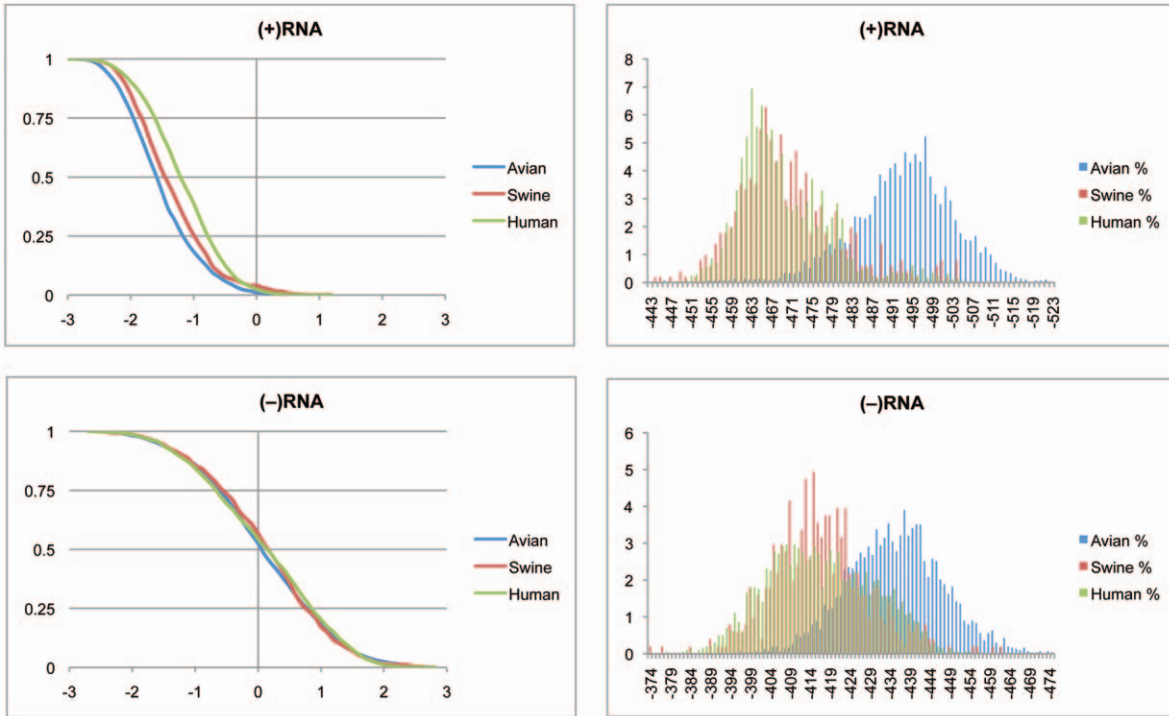 (+)RNA
1
0.75
0.5
0.25
0
-3 -2 -1 0 1 2 3
Avian
Swine
Human
(+)RNA
8
7
6
5
4
3
2
1
0
-443 -447 -451 -455 -459 -463 -467 -471 -475 -479 -483 -487 -491 -495 -499 -503 -507 -511 -515 -519 -523
Avian %
Swine %
Human %
(–)RNA
1
0.75
0.5
0.25
0
-3 -2 -1 0 1 2 3
Avian
Swine
Human
(–)RNA
6
5
4
3
2
1
0
-374 -379 -384 -389 -394 -399 -404 -409 -414 -419 -424 -429 -434 -439 -444 -449 -454 -459 -464 -469 -474
Avian %
Swine %
Human %